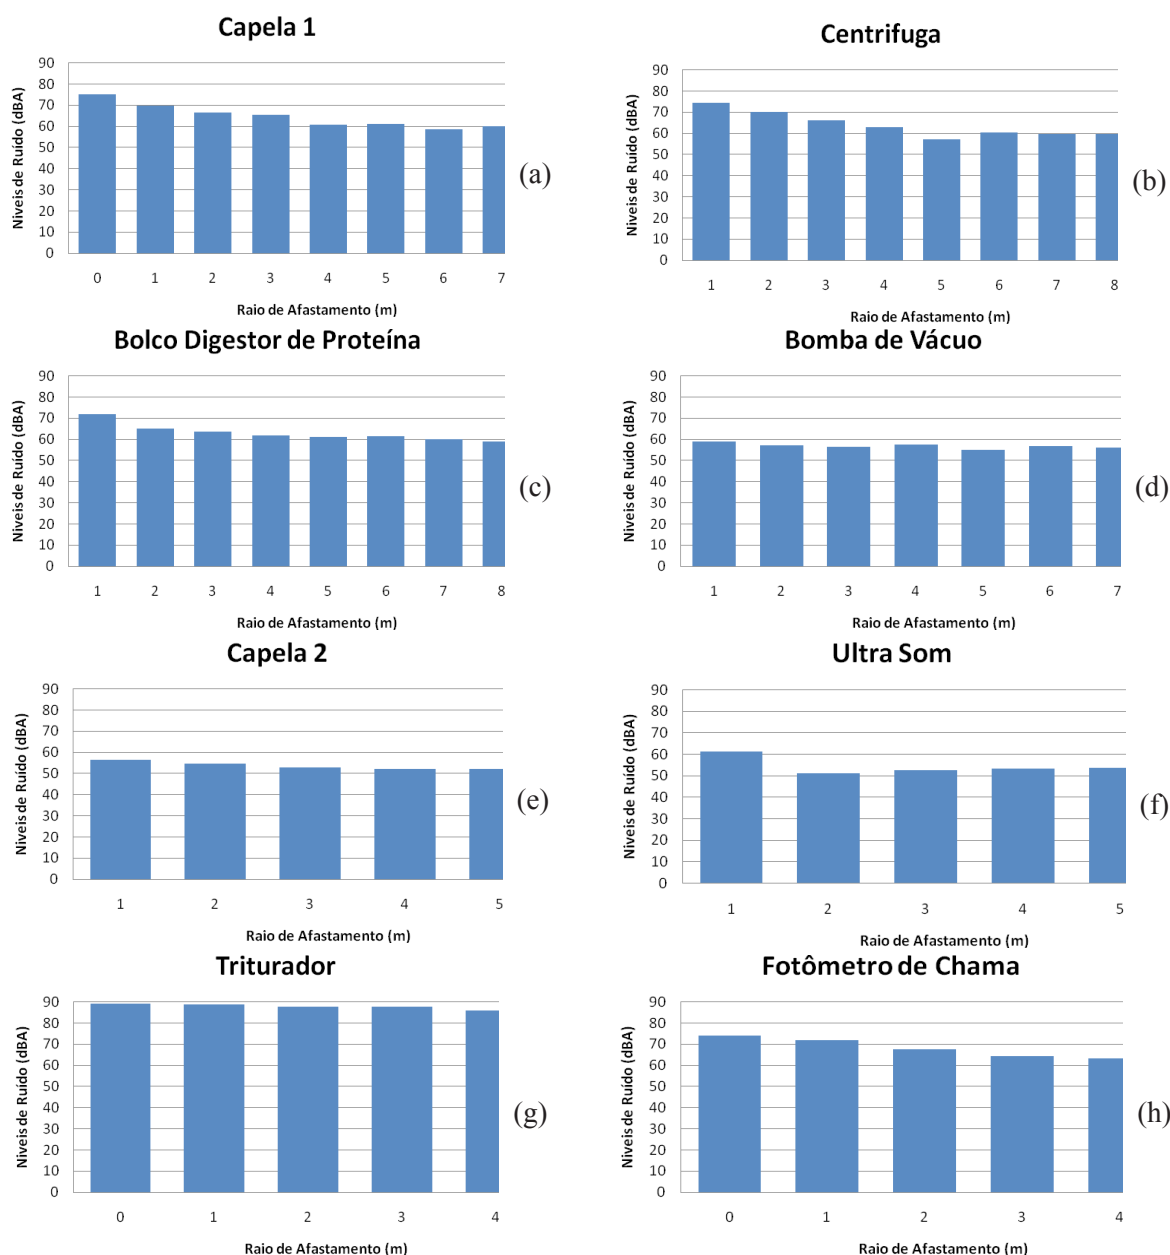 Capela 1
Níveis de Ruído (dBA)
90
80
70
60
50
40
30
20
10
0
0 1 2 3 4 5 6 7
Raio de Afastamento (m)
(a)
Centrifuga
Níveis de Ruído (dBA)
90
80
70
60
50
40
30
20
10
0
1 2 3 4 5 6 7 8
Raio de Afastamento (m)
(b)
Bolco Digestor de Proteína
Níveis de Ruído (dBA)
90
80
70
60
50
40
30
20
10
0
1 2 3 4 5 6 7 8
Raio de Afastamento (m)
(c)
Bomba de Vácuo
Níveis de Ruído (dBA)
90
80
70
60
50
40
30
20
10
0
1 2 3 4 5 6 7
Raio de Afastamento (m)
(d)
Capela 2
Níveis de Ruído (dBA)
90
80
70
60
50
40
30
20
10
0
1 2 3 4 5
Raio de Afastamento (m)
(e)
Ultra Som
Níveis de Ruído (dBA)
90
80
70
60
50
40
30
20
10
0
1 2 3 4 5
Raio de Afastamento (m)
(f)
Triturador
Níveis de Ruído (dBA)
90
80
70
60
50
40
30
20
10
0
0 1 2 3 4
Raio de Afastamento (m)
(g)
Fotômetro de Chama
Níveis de Ruído (dBA)
90
80
70
60
50
40
30
20
10
0
0 1 2 3 4
Raio de Afastamento (m)
(h)